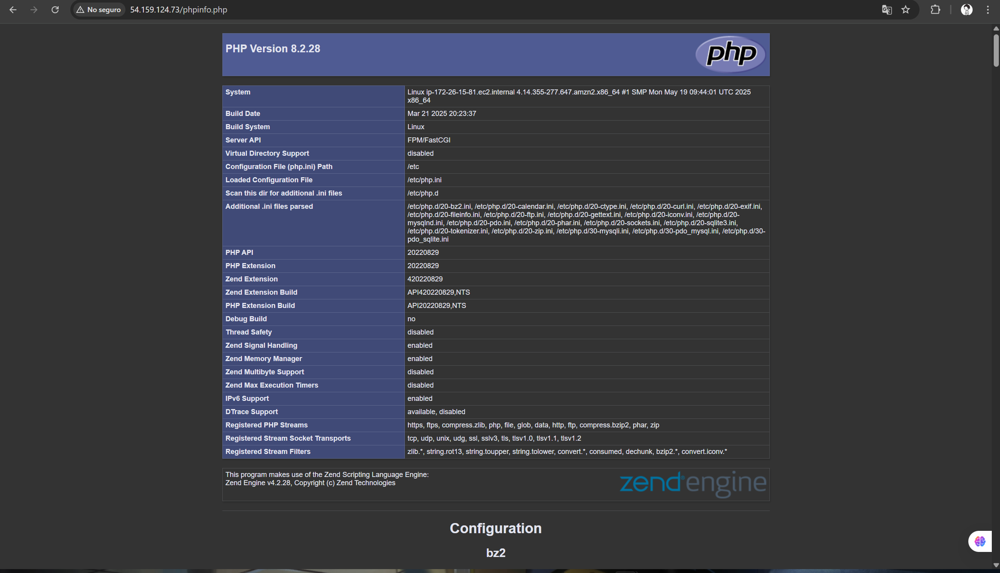 No seguro 54.159.124.73/phpinfo.php
PHP Version 8.2.28
php
System Linux ip-172-26-15-81.ec2.internal 4.14.355-277.647.amzn2.x86_64 #1 SMP Mon May 19 09:44:01 UTC 2025
x86_64
Build Date Mar 21 2025 20:23:37
Build System Linux
Server API FPM/FastCGI
Virtual Directory Support disabled
Configuration File (php.ini) Path /etc
Loaded Configuration File /etc/php.ini
Scan this dir for additional .ini files /etc/php.d
Additional .ini files parsed /etc/php.d/20-bz2.ini, /etc/php.d/20-calendar.ini, /etc/php.d/20-ctype.ini, /etc/php.d/20-curl.ini, /etc/php.d/20-exif.ini,
/etc/php.d/20-fileinfo.ini, /etc/php.d/20-ftp.ini, /etc/php.d/20-gettext.ini, /etc/php.d/20-iconv.ini, /etc/php.d/20-
mysqlnd.ini, /etc/php.d/20-pdo.ini, /etc/php.d/20-phar.ini, /etc/php.d/20-sockets.ini, /etc/php.d/20-sqlite3.ini,
/etc/php.d/20-tokenizer.ini, /etc/php.d/20-zip.ini, /etc/php.d/30-mysqli.ini, /etc/php.d/30-pdo_mysql.ini, /etc/php.d/30-
pdo_sqlite.ini
PHP API 20220829
PHP Extension 20220829
Zend Extension 420220829
Zend Extension Build API420220829,NTS
PHP Extension Build API20220829,NTS
Debug Build no
Thread Safety disabled
Zend Signal Handling enabled
Zend Memory Manager enabled
Zend Multibyte Support disabled
Zend Max Execution Timers disabled
IPv6 Support enabled
DTrace Support available, disabled
Registered PHP Streams https, ftps, compress.zlib, php, file, glob, data, http, ftp, compress.bzip2, phar, zip
Registered Stream Socket Transports tcp, udp, unix, udg, ssl, sslv3, tls, tlsv1.0, tlsv1.1, tlsv1.2
Registered Stream Filters zlib.*, string.rot13, string.toupper, string.tolower, convert.*, consumed, dechunk, bzip2.*, convert.iconv.*
This program makes use of the Zend Scripting Language Engine:
Zend Engine v4.2.28, Copyright (c) Zend Technologies
zend® engine
Configuration
bz2